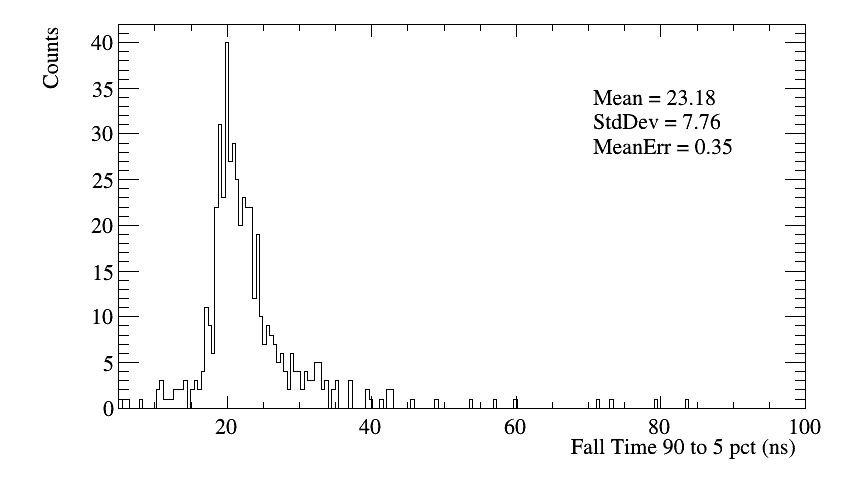 Counts
40
35
30
25
20
15
10
5
0
Mean = 23.18
StdDev = 7.76
MeanErr = 0.35
20
40
60
80
100
Fall Time 90 to 5 pct (ns)